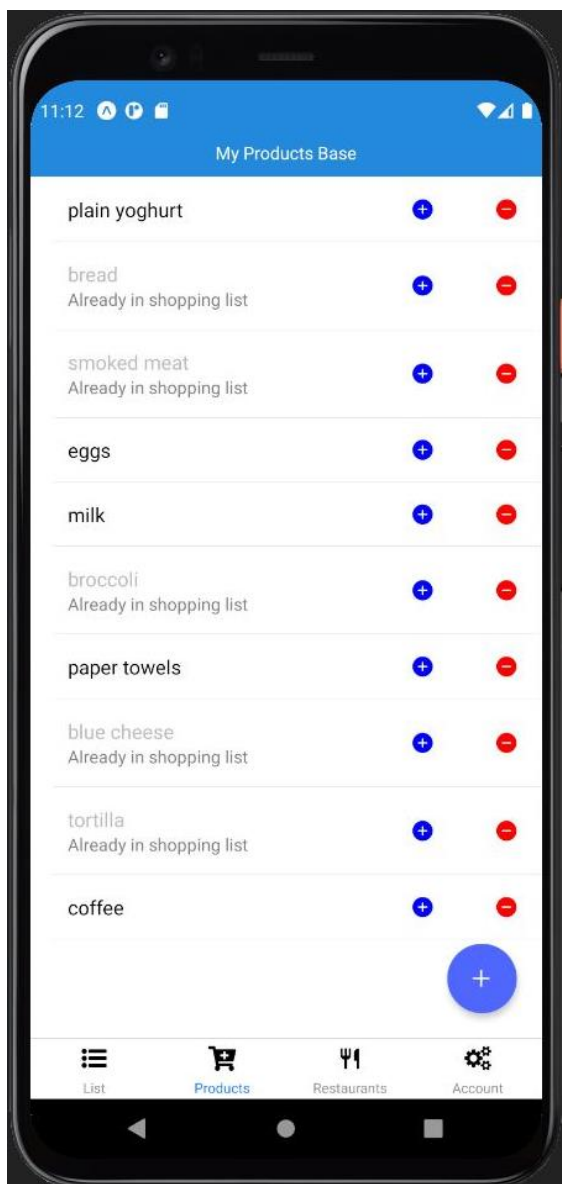 11:12
My Products Base
plain yoghurt
bread
Already in shopping list
smoked meat
Already in shopping list
eggs
milk
broccoli
Already in shopping list
paper towels
blue cheese
Already in shopping list
tortilla
Already in shopping list
coffee
List Products Restaurants Account